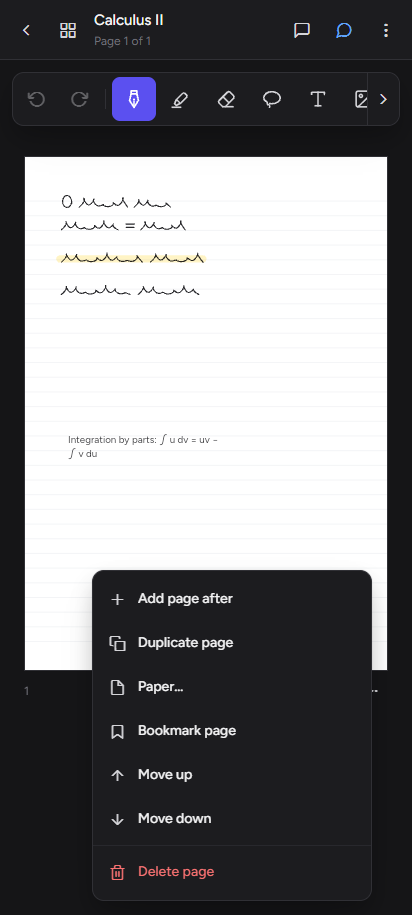 Calculus II
Page 1 of 1
Integration by parts: ∫ u dv = uv −
∫ v du
Add page after
Duplicate page
Paper...
Bookmark page
Move up
Move down
Delete page
1